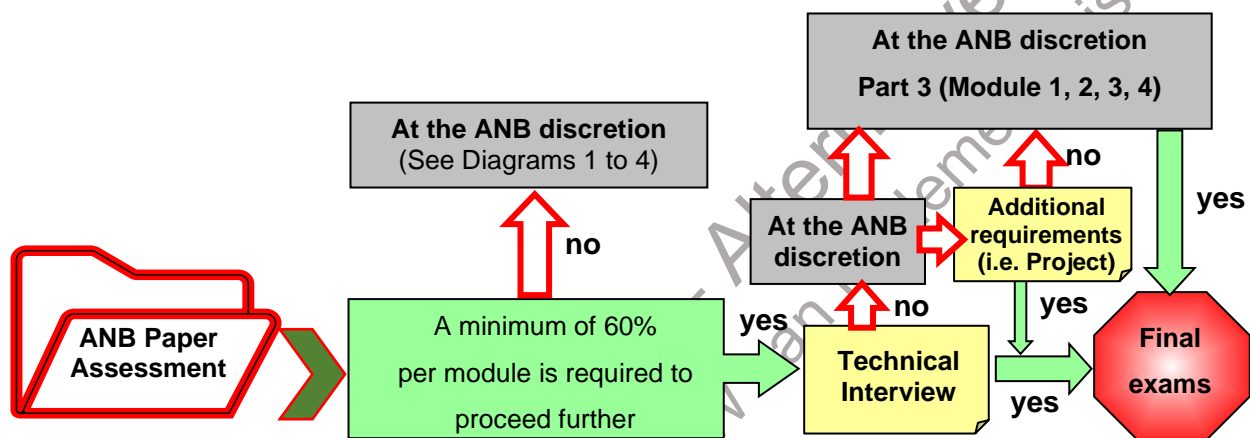 At the ANB discretion
Part 3 (Module 1, 2, 3, 4)
At the ANB discretion
(See Diagrams 1 to 4)
no
no
yes
At the ANB
discretion
Additional
requirements
(i.e. Project)
ANB Paper
Assessment
A minimum of 60%
per module is required to
proceed further
yes
no
yes
Technical
Interview
yes
Final
exams